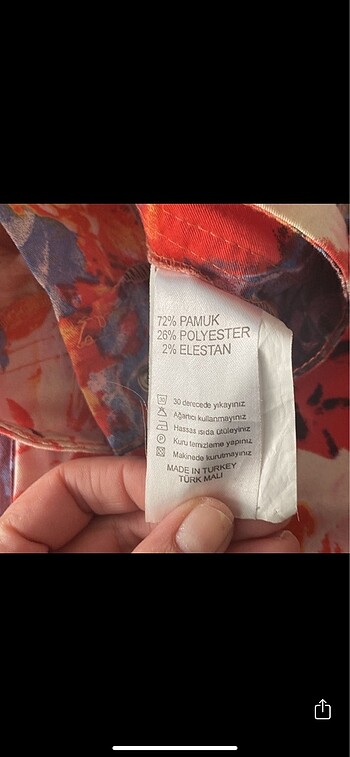 72% PAMUK
26% POLYESTER
2% ELESTAN
30 derecede yıkayınız
Ağartıcı kullanmayınız
Hassas ısıda ütüleyiniz
Kuru temizleme yapınız
Makinede kurutmayınız
MADE IN TURKEY
TÜRK MALI